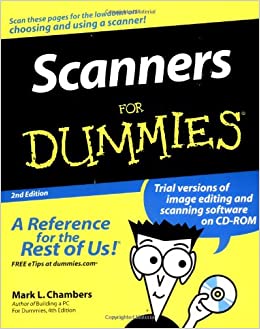 Scan these pages for the lowdown on
choosing and using a scanner!
Scanners
FOR
DUMMIES®
2nd Edition
Trial versions of
image editing and
scanning software
on CD-ROM
A Reference
for the
Rest of Us!®
FREE eTips at dummies.com®
Mark L. Chambers
Author of Building a PC
For Dummies, 4th Edition